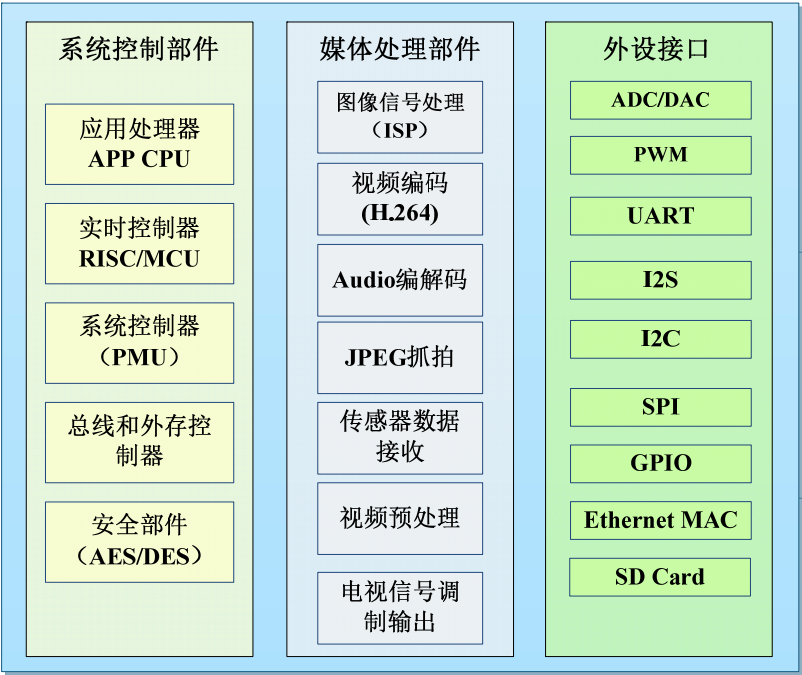 系统控制部件
应用处理器
APP CPU
实时控制器
RISC/MCU
系统控制器
（PMU）
总线和外存控
制器
安全部件
（AES/DES）
媒体处理部件
图像信号处理
（ISP）
视频编码
(H.264)
Audio编解码
JPEG抓拍
传感器数据
接收
视频预处理
电视信号调
制输出
外设接口
ADC/DAC
PWM
UART
I2S
I2C
SPI
GPIO
Ethernet MAC
SD Card